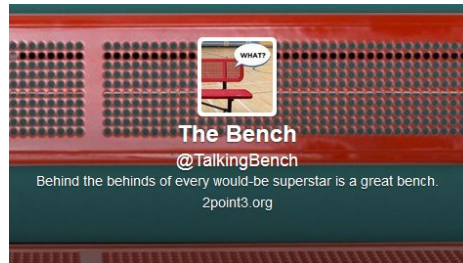 WHAT?
The Bench
@TalkingBench
Behind the behinds of every would-be superstar is a great bench.
2point3.org